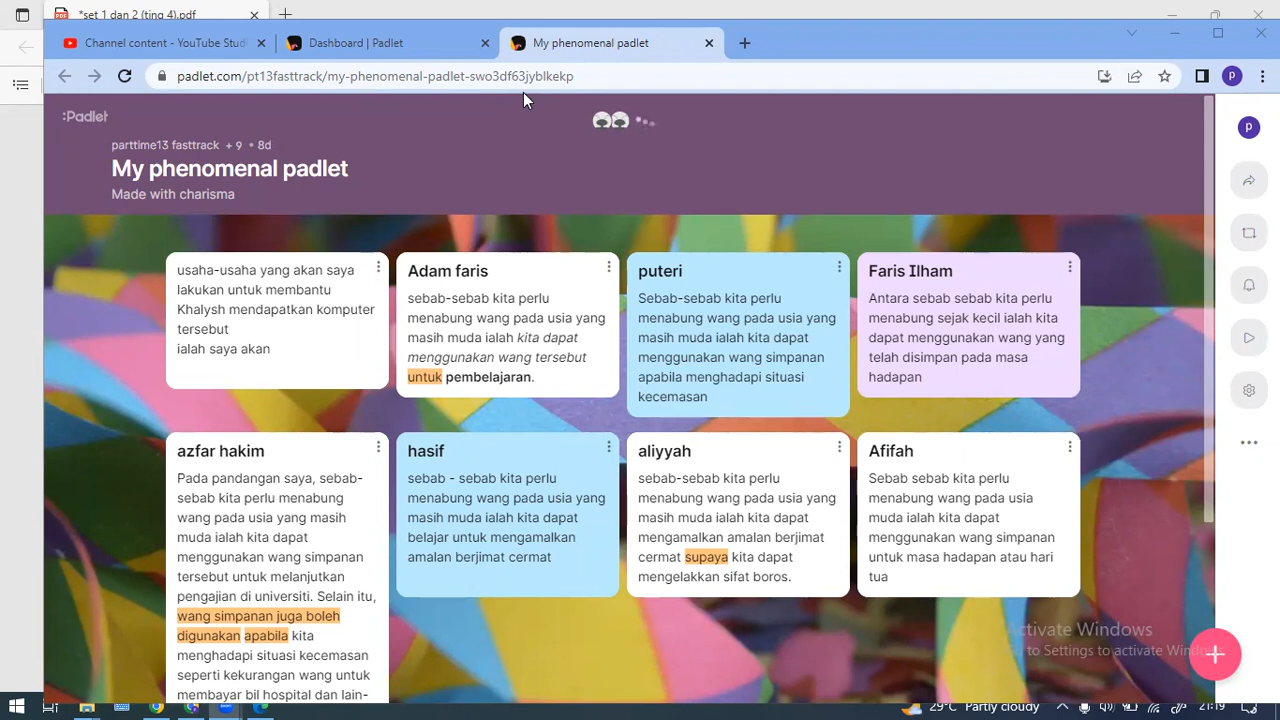 *set 1 dan 2 (ting 4).pdf
Channel content - YouTube Stud
Dashboard | Padlet
My phenomenal padlet
padlet.com/pt13fasttrack/my-phenomenal-padlet-swo3df63jyblkekp
P
:Padlet
parttime13 fasttrack + 9 • 8d
My phenomenal padlet
Made with charisma
P
usaha-usaha yang akan saya
lakukan untuk membantu
Khalysh mendapatkan komputer
tersebut
ialah saya akan
Adam faris
sebab-sebab kita perlu
menabung wang pada usia yang
masih muda ialah kita dapat
menggunakan wang tersebut
untuk pembelajaran.
puteri
Sebab-sebab kita perlu
menabung wang pada usia yang
masih muda ialah kita dapat
menggunakan wang simpanan
apabila menghadapi situasi
kecemasan
Faris Ilham
Antara sebab sebab kita perlu
menabung sejak kecil ialah kita
dapat menggunakan wang yang
telah disimpan pada masa
hadapan
azfar hakim
Pada pandangan saya, sebab-
sebab kita perlu menabung
wang pada usia yang masih
muda ialah kita dapat
menggunakan wang simpanan
tersebut untuk melanjutkan
pengajian di universiti. Selain itu,
wang simpanan juga boleh
digunakan apabila kita
menghadapi situasi kecemasan
seperti kekurangan wang untuk
membayar bil hospital dan lain-
hasif
sebab - sebab kita perlu
menabung wang pada usia yang
masih muda ialah kita dapat
belajar untuk mengamalkan
amalan berjimat cermat
aliyyah
sebab-sebab kita perlu
menabung wang pada usia yang
masih muda ialah kita dapat
mengamalkan amalan berjimat
cermat supaya kita dapat
mengelakkan sifat boros.
Afifah
Sebab sebab kita perlu
menabung wang pada usia
muda ialah kita dapat
menggunakan wang simpanan
untuk masa hadapan atau hari
tua
Activate Windows
Go to Settings to activate Windows.
29°C Partly cloudy
21:19